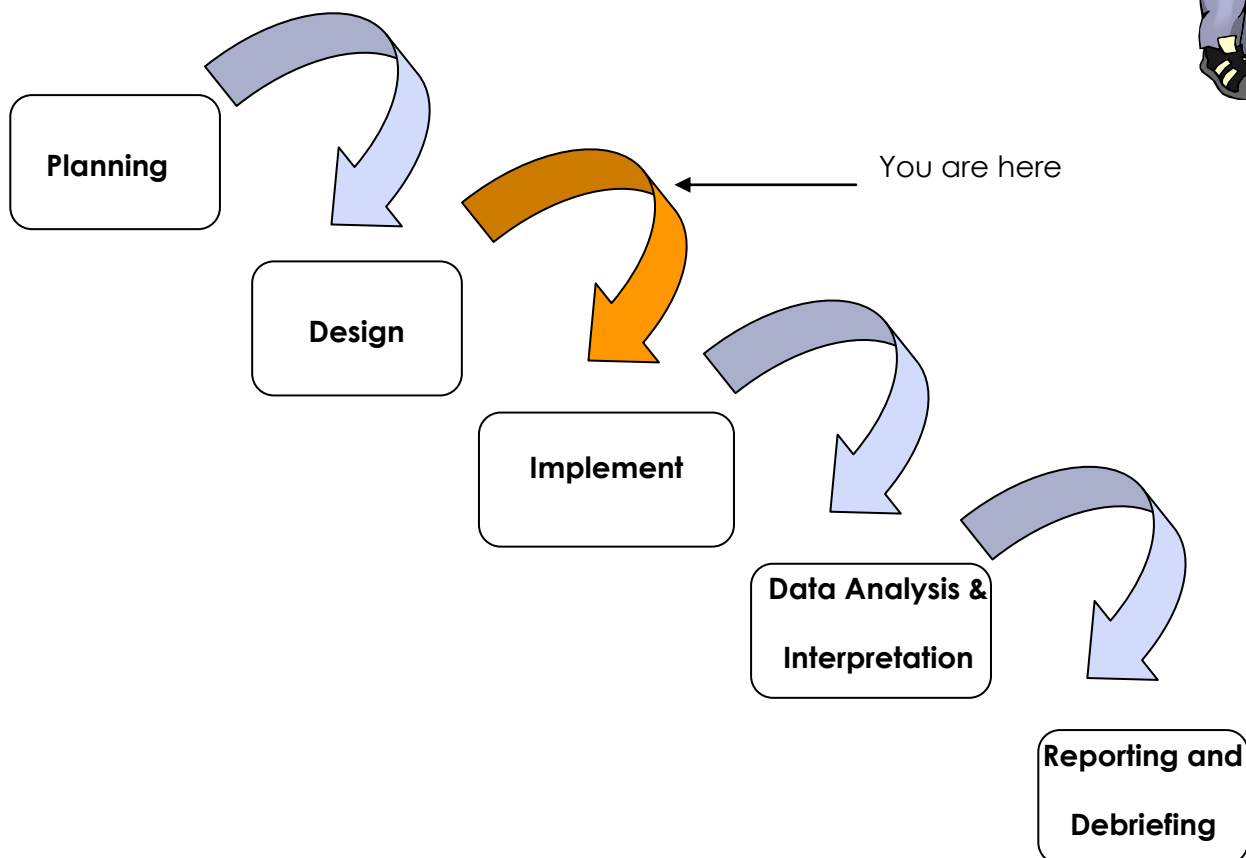 Planning
You are here
Design
Implement
Data Analysis &
Interpretation
Reporting and
Debriefing